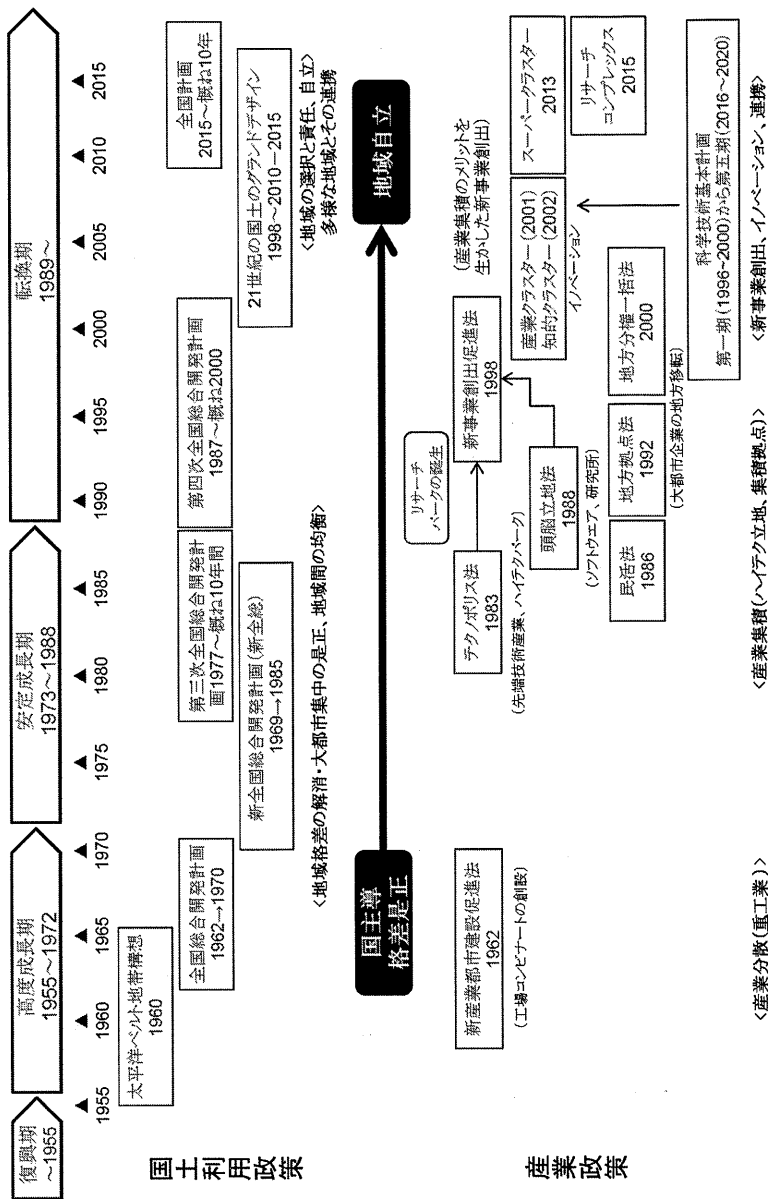 復興期
～1955
高度成長期
1955～1972
安定成長期
1973～1988
転換期
1989～
1955
1960
1965
1970
1975
1980
1985
1990
1995
2000
2005
2010
2015
国土利用政策
太平洋ベルト地帯構想
1960
全国総合開発計画
1962→1970
新全国総合開発計画(新全総)
1969→1985
第三次全国総合開発計
画1977～概ね10年間
第四次全国総合開発計画
1987～概ね2000
21世紀の国土のグランドデザイン
1998～2010－2015
全国計画
2015～概ね10年
<地域格差の解消・大都市集中の是正、地域間の均衡>
<地域の選択と責任、自立>
多様な地域とその連携
国主導
格差是正
地域自立
産業政策
新産業都市建設促進法
1962
(工場コンビナートの創設)
テクノポリス法
1983
(先端技術産業、ハイテクパーク)
リサーチ
パークの誕生
新事業創出促進法
1998
(産業集積のメリットを
生かした新事業創出)
頭脳立地法
1988
(ソフトウエア、研究所)
産業クラスター(2001)
知的クラスター(2002)
イノベーション
スーパークラスター
2013
リサーチ
コンプレックス
2015
民活法
1986
地方拠点法
1992
(大都市企業の地方移転)
地方分権一括法
2000
科学技術基本計画
第一期(1996~2000)から第五期(2016~2020)
<産業分散(重工業)>
<産業集積(ハイテク立地、集積拠点)>
<新事業創出、イノベーション、連携>